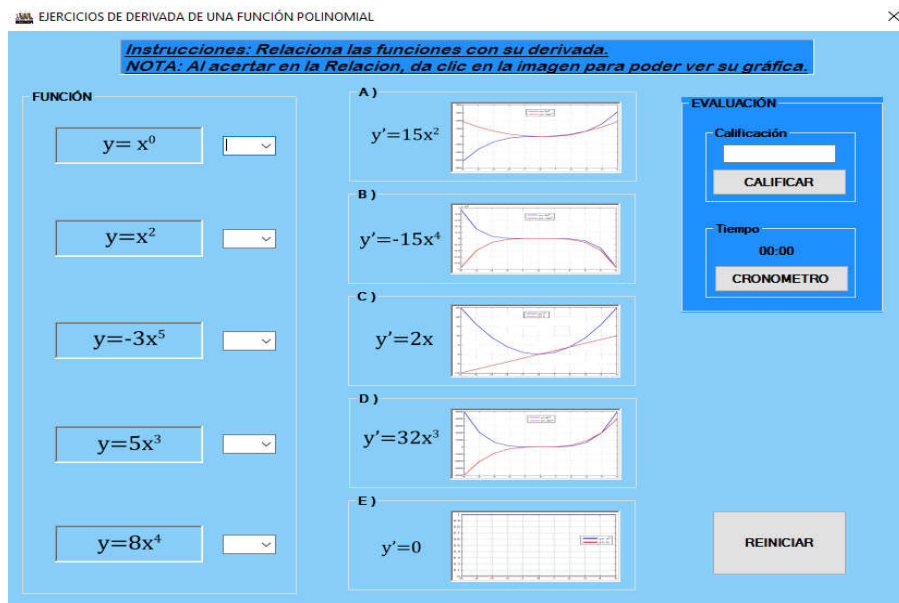 EJERCICIOS DE DERIVADA DE UNA FUNCIÓN POLINOMIAL
Instrucciones: Relaciona las funciones con su derivada.
NOTA: Al acertar en la Relacion, da clic en la imagen para poder ver su gráfica.
FUNCIÓN
y= x⁰
y=x²
y=-3x⁵
y=5x³
y=8x⁴
A )
y’=15x²
B )
y’=-15x⁴
C )
y’=2x
D )
y’=32x³
E )
y’=0
EVALUACIÓN
Calificación
CALIFICAR
Tiempo
00:00
CRONOMETRO
REINICIAR